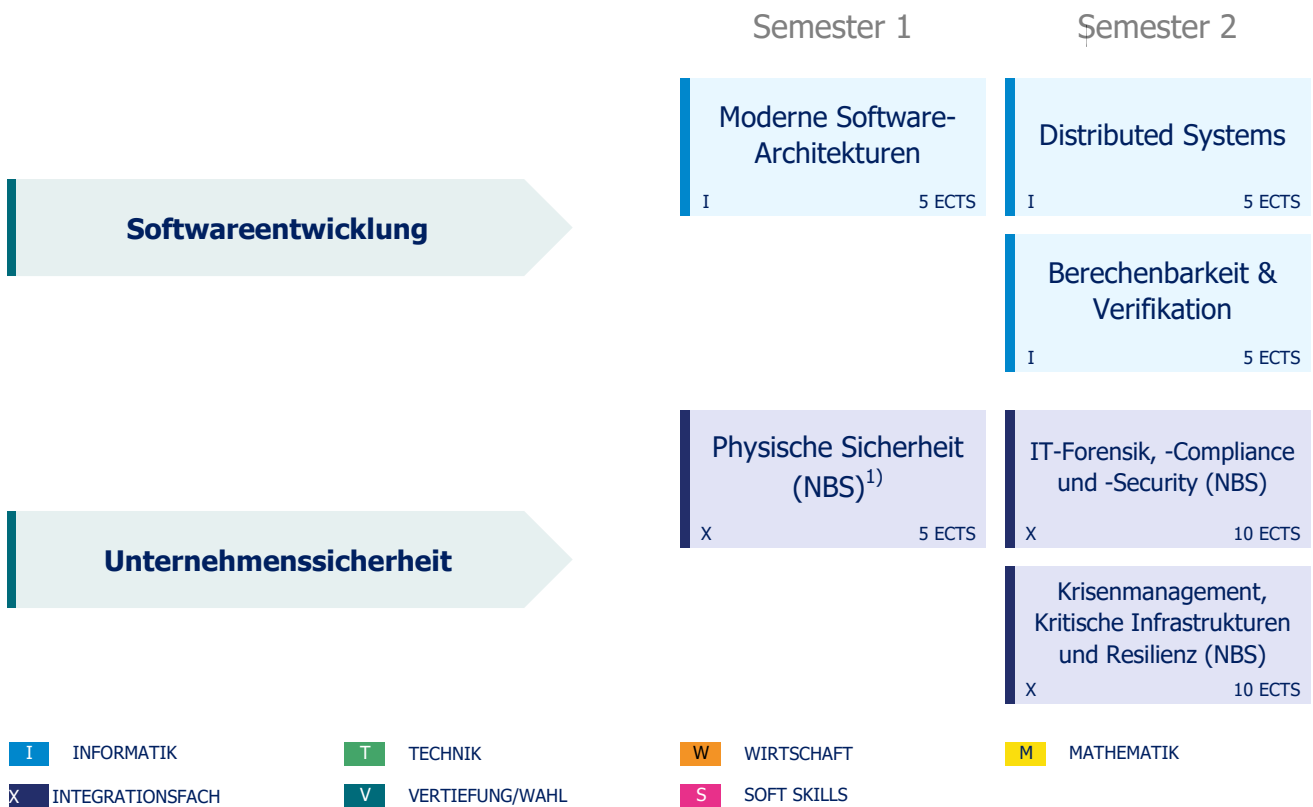 Semester 1
Semester 2
Moderne Software-
Architekturen
I 5 ECTS
Distributed Systems
I 5 ECTS
Softwareentwicklung
Berechenbarkeit &
Verifikation
I 5 ECTS
Physische Sicherheit
(NBS)1)
X 5 ECTS
IT-Forensik, -Compliance
und -Security (NBS)
X 10 ECTS
Unternehmenssicherheit
Krisenmanagement,
Kritische Infrastrukturen
und Resilienz (NBS)
X 10 ECTS
I INFORMATIK
T TECHNIK
W WIRTSCHAFT
M MATHEMATIK
X INTEGRATIONSFACH
V VERTIEFUNG/WAHL
S SOFT SKILLS